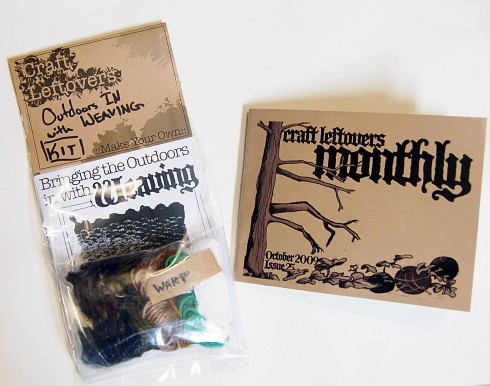 Craft
Leftovers
Outdoors IN
with WEAVING
KIT
::Make Your Own::
Bringing the Outdoors
in with Weaving
WARP
craft leftovers
monthly
October 2009
Issue 25